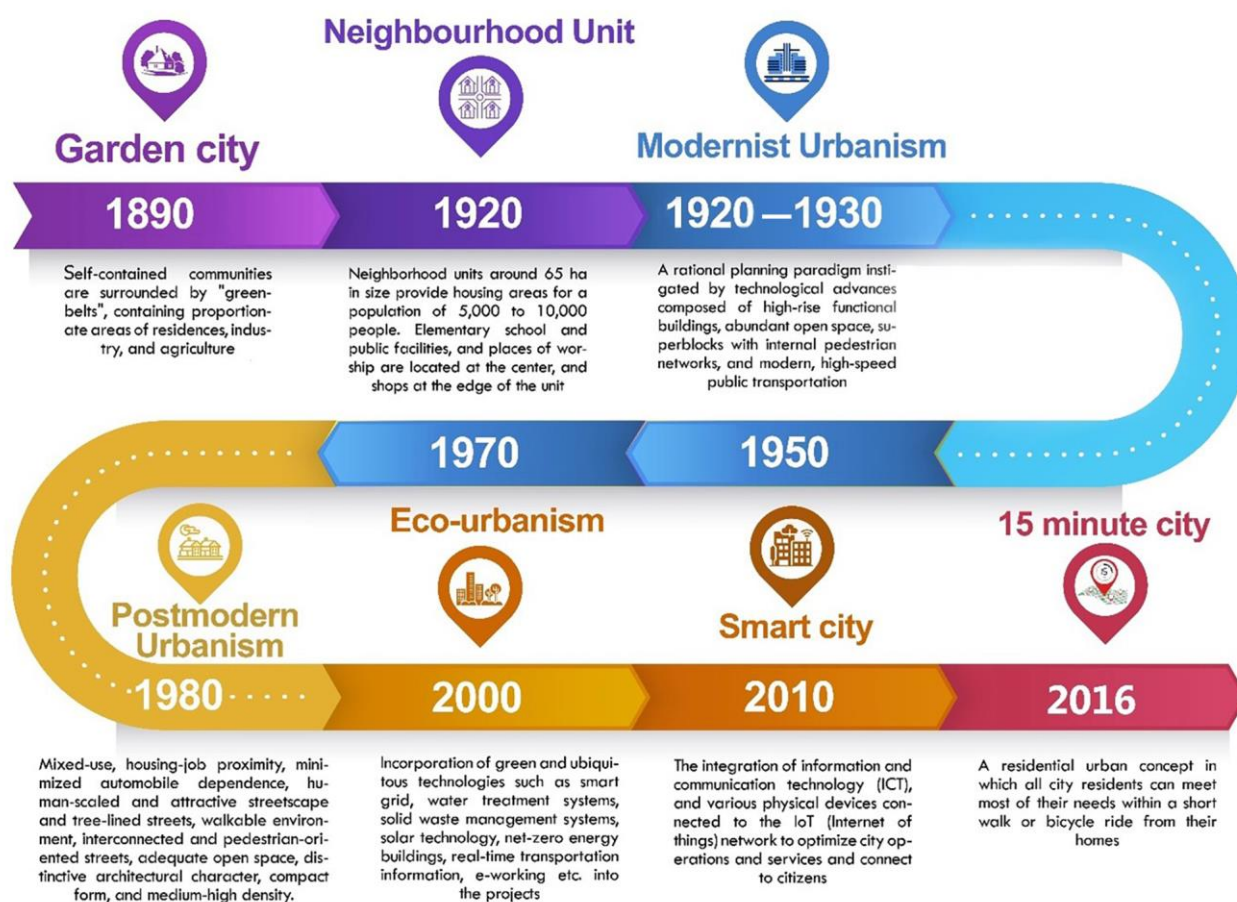 Garden city
Neighbourhood Unit
Modernist Urbanism
1890
1920
1920—1930
Self-contained communities
are surrounded by "green-
belts", containing proportion-
ate areas of residences, indus-
try, and agriculture
Neighborhood units around 65 ha
in size provide housing areas for a
population of 5,000 to 10,000
people. Elementary school and
public facilities, and places of wor-
ship are located at the center, and
shops at the edge of the unit
A rational planning paradigm insti-
gated by technological advances
composed of high-rise functional
buildings, abundant open space, su-
perblocks with internal pedestrian
networks, and modern, high-speed
public transportation
1950
1970
Postmodern
Urbanism
Eco-urbanism
Smart city
15 minute city
1980
2000
2010
2016
Mixed-use, housing-job proximity, mini-
mized automobile dependence, hu-
man-scaled and attractive streetscape
and tree-lined streets, walkable environ-
ment, interconnected and pedestrian-ori-
ented streets, adequate open space, dis-
tinctive architectural character, compact
form, and medium-high density.
Incorporation of green and ubiqui-
tous technologies such as smart
grid, water treatment systems,
solid waste management systems,
solar technology, net-zero energy
buildings, real-time transportation
information, e-working etc. into
the projects
The integration of information and
communication technology (ICT),
and various physical devices con-
nected to the IoT (Internet of
things) network to optimize city op-
erations and services and connect
to citizens
A residential urban concept in
which all city residents can meet
most of their needs within a short
walk or bicycle ride from their
homes